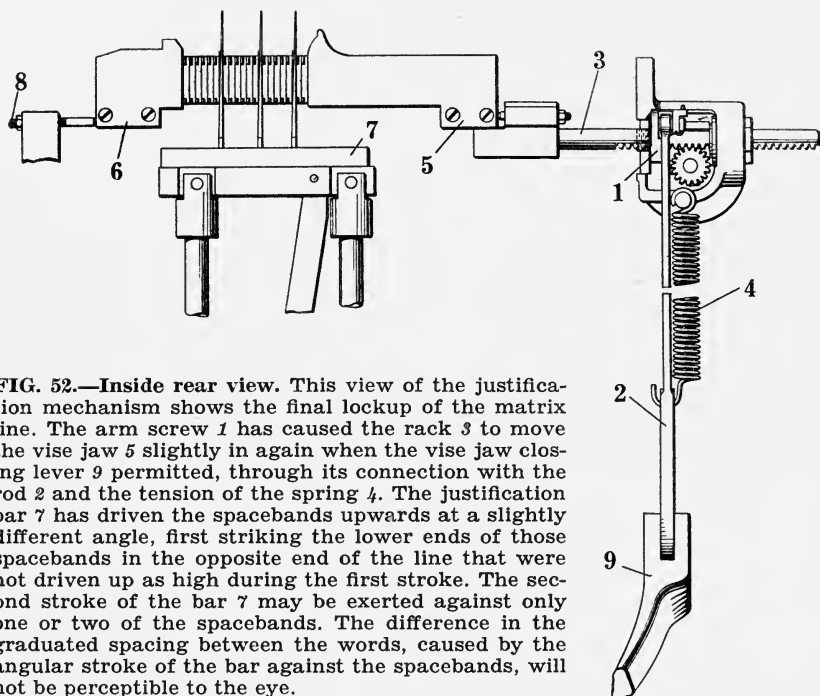 8
3
7
6
5
1
4
FIG. 52.—Inside rear view. This view of the justifica-
tion mechanism shows the final lockup of the matrix
line. The arm screw 1 has caused the rack 3 to move
the vise jaw 5 slightly in again when the vise jaw clos-
ing lever 9 permitted, through its connection with the
rod 2 and the tension of the spring 4. The justification
bar 7 has driven the spacebands upwards at a slightly
different angle, first striking the lower ends of those
spacebands in the opposite end of the line that were
not driven up as high during the first stroke. The sec-
ond stroke of the bar 7 may be exerted against only
one or two of the spacebands. The difference in the
graduated spacing between the words, caused by the
angular stroke of the bar against the spacebands, will
not be perceptible to the eye.
2
9